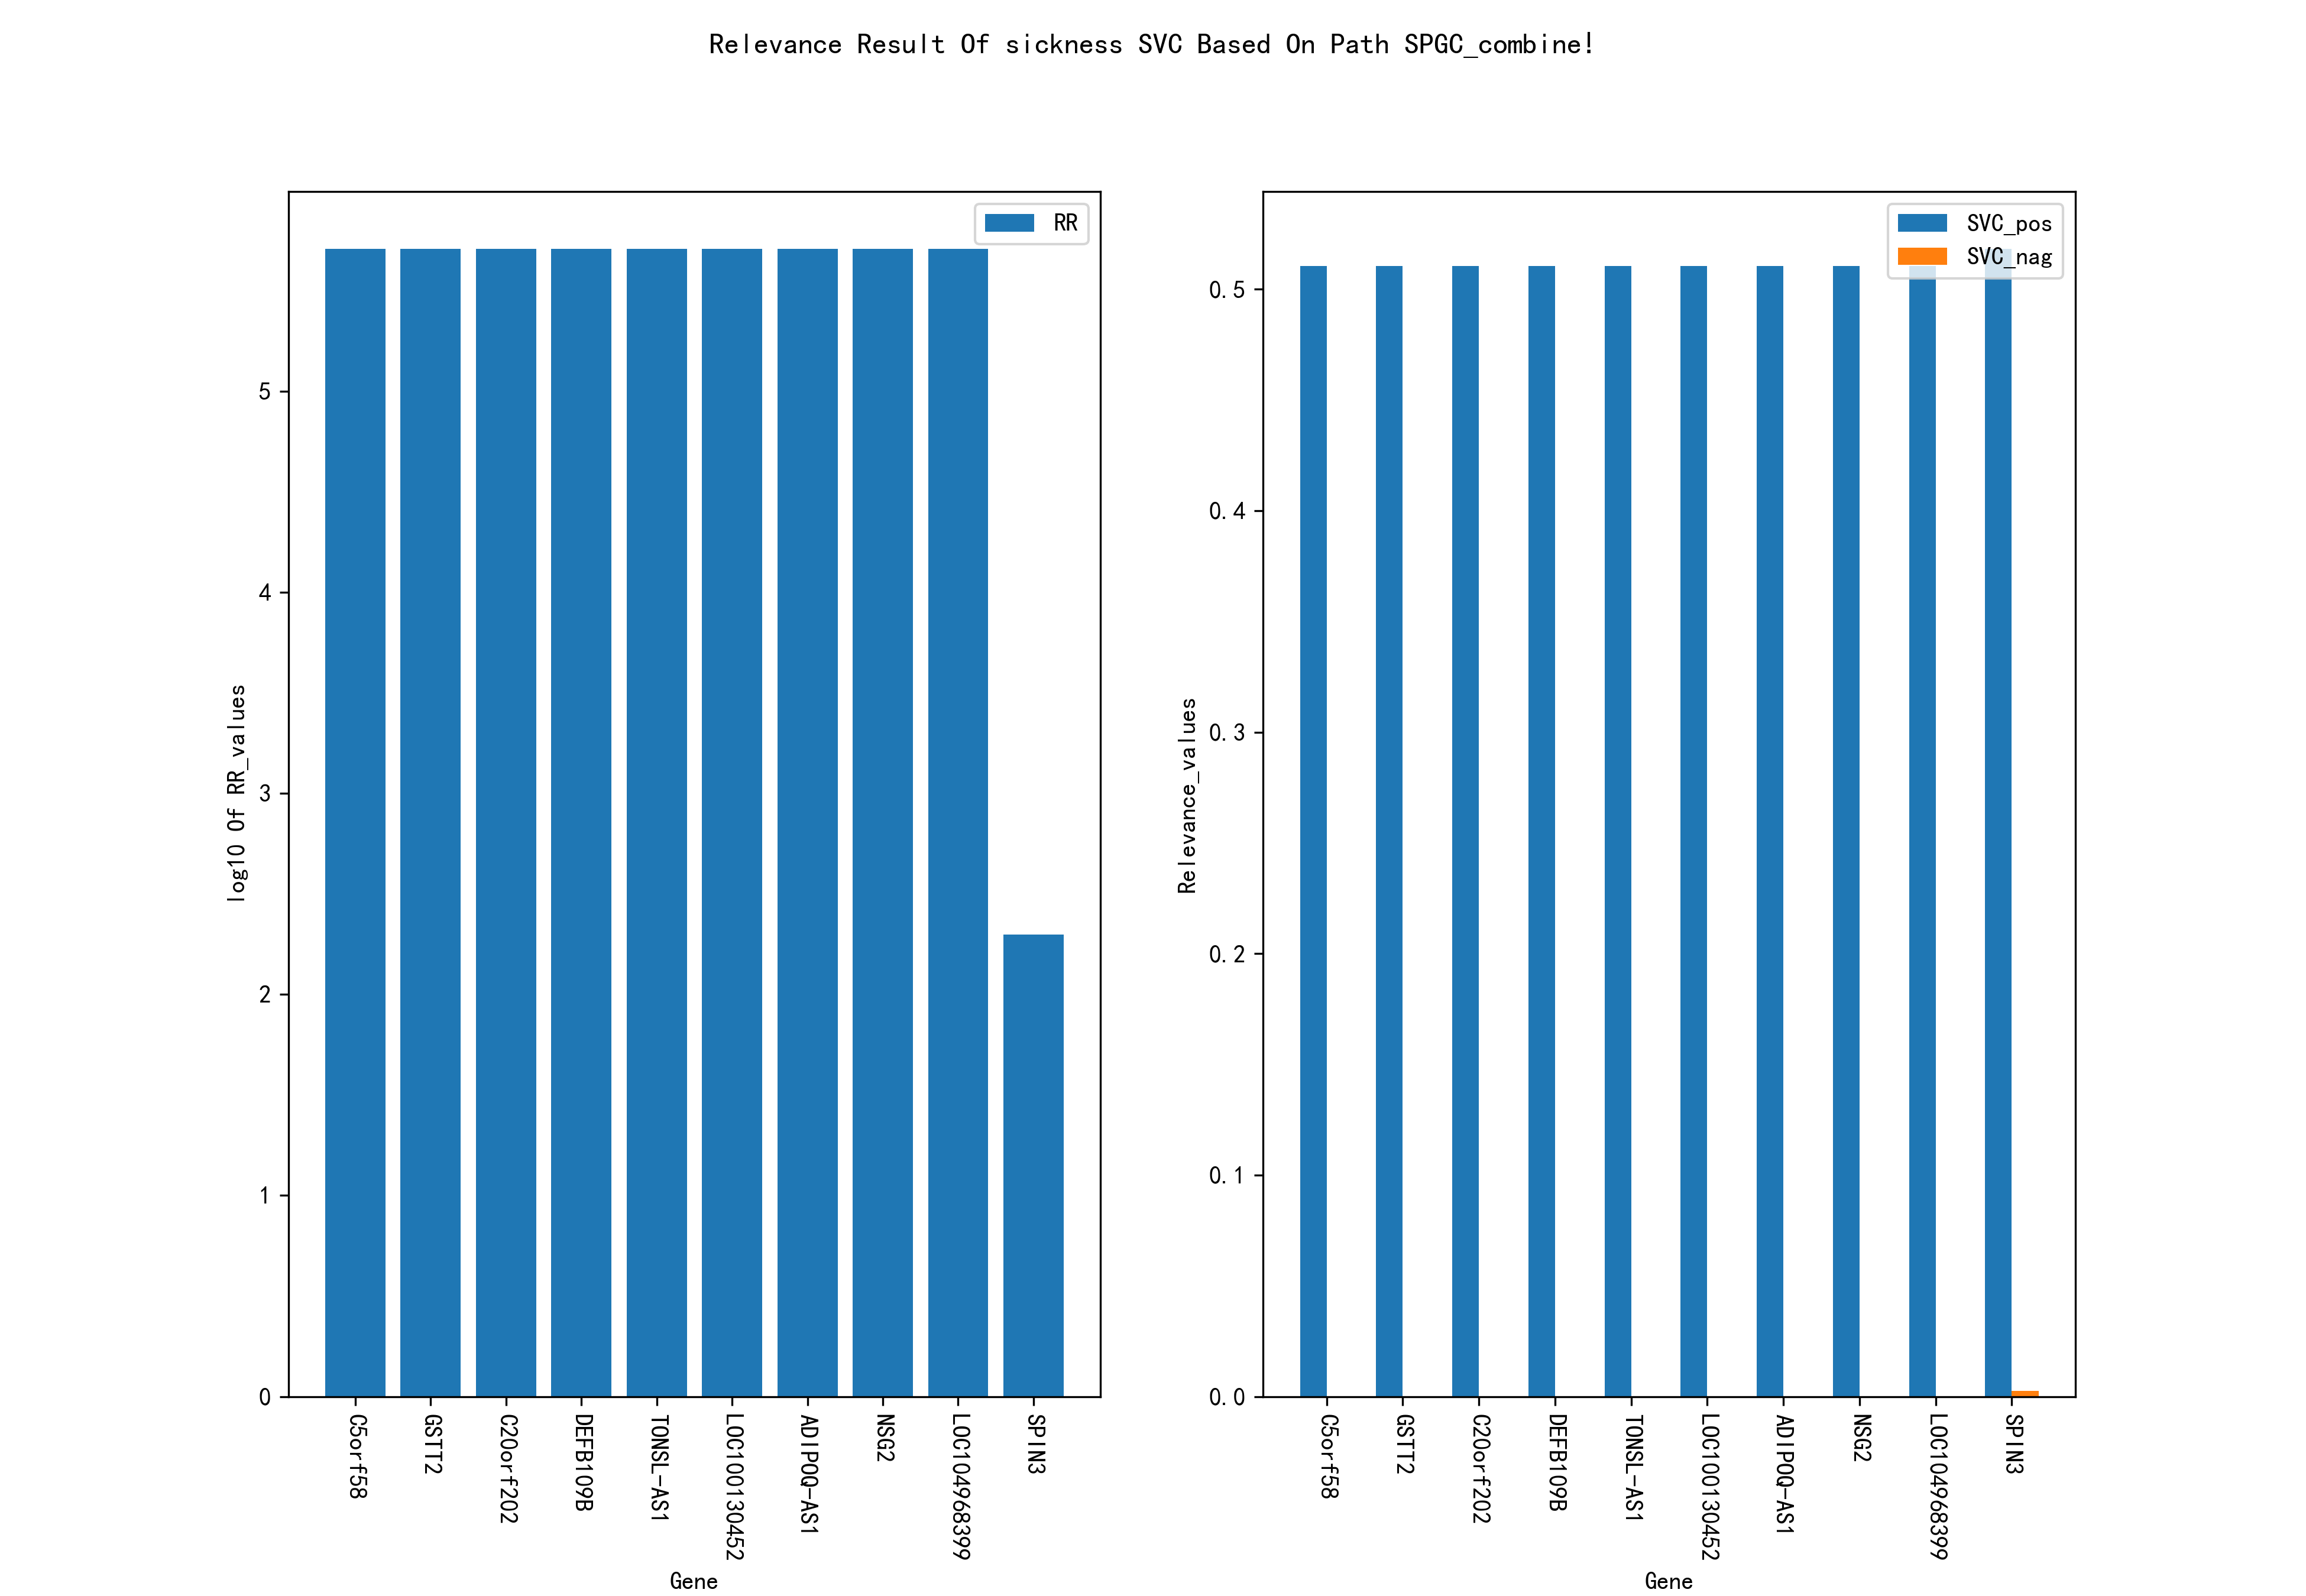 Relevance Result Of sickness SVC Based On Path SPGC_combine!
RR
log10 Of RR_values
5
4
3
2
1
0
C5orf58
GSTT2
C20orf202
DEFB109B
TONSL-AS1
LOC100130452
ADIPOQ-AS1
NSG2
LOC104968399
SPIN3
Gene
SVC_pos
SVC_nag
Relevance_values
0.5
0.4
0.3
0.2
0.1
0.0
C5orf58
GSTT2
C20orf202
DEFB109B
TONSL-AS1
LOC100130452
ADIPOQ-AS1
NSG2
LOC104968399
SPIN3
Gene